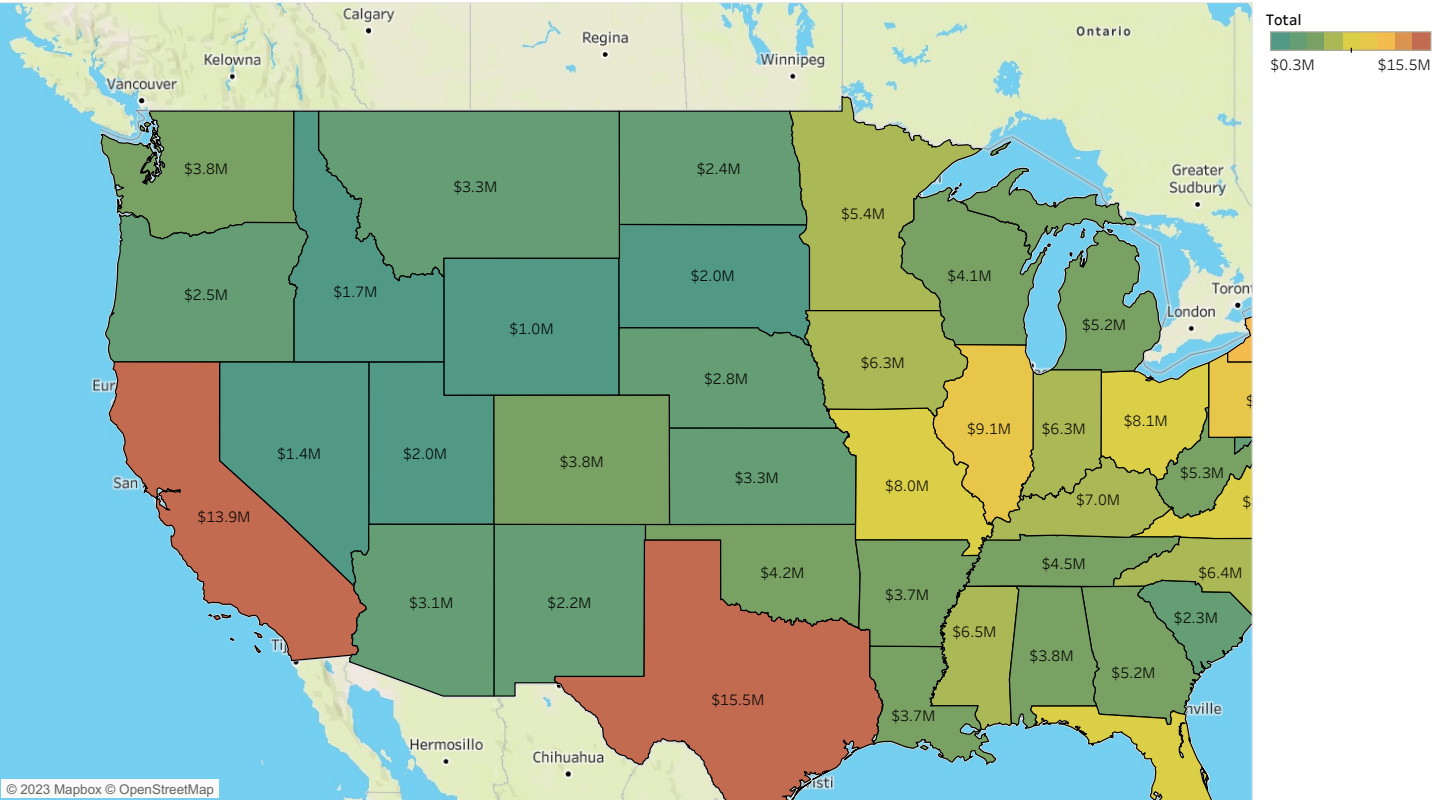 Calgary
Ontario
Total
Regina
Kelowna
Winnipeg
$0.3M
$15.5M
Vancouver
$3.8M
$2.4M
$3.3M
Greater
Sudbury
$5.4M
$2.0M
$4.1M
$2.5M
$1.7M
London
$1.0M
$5.2M
$6.3M
$2.8M
$9.1M
$6.3M
$8.1M
$1.4M
$2.0M
$3.8M
$3.3M
$5.3M
San
$8.0M
$7.0M
$13.9M
$4.5M
$4.2M
$6.4M
$3.1M
$2.2M
$3.7M
$2.3M
$6.5M
$3.8M
$5.2M
$15.5M
$3.7M
Hermosillo
Chihuahua
© 2023 Mapbox © OpenStreetMap